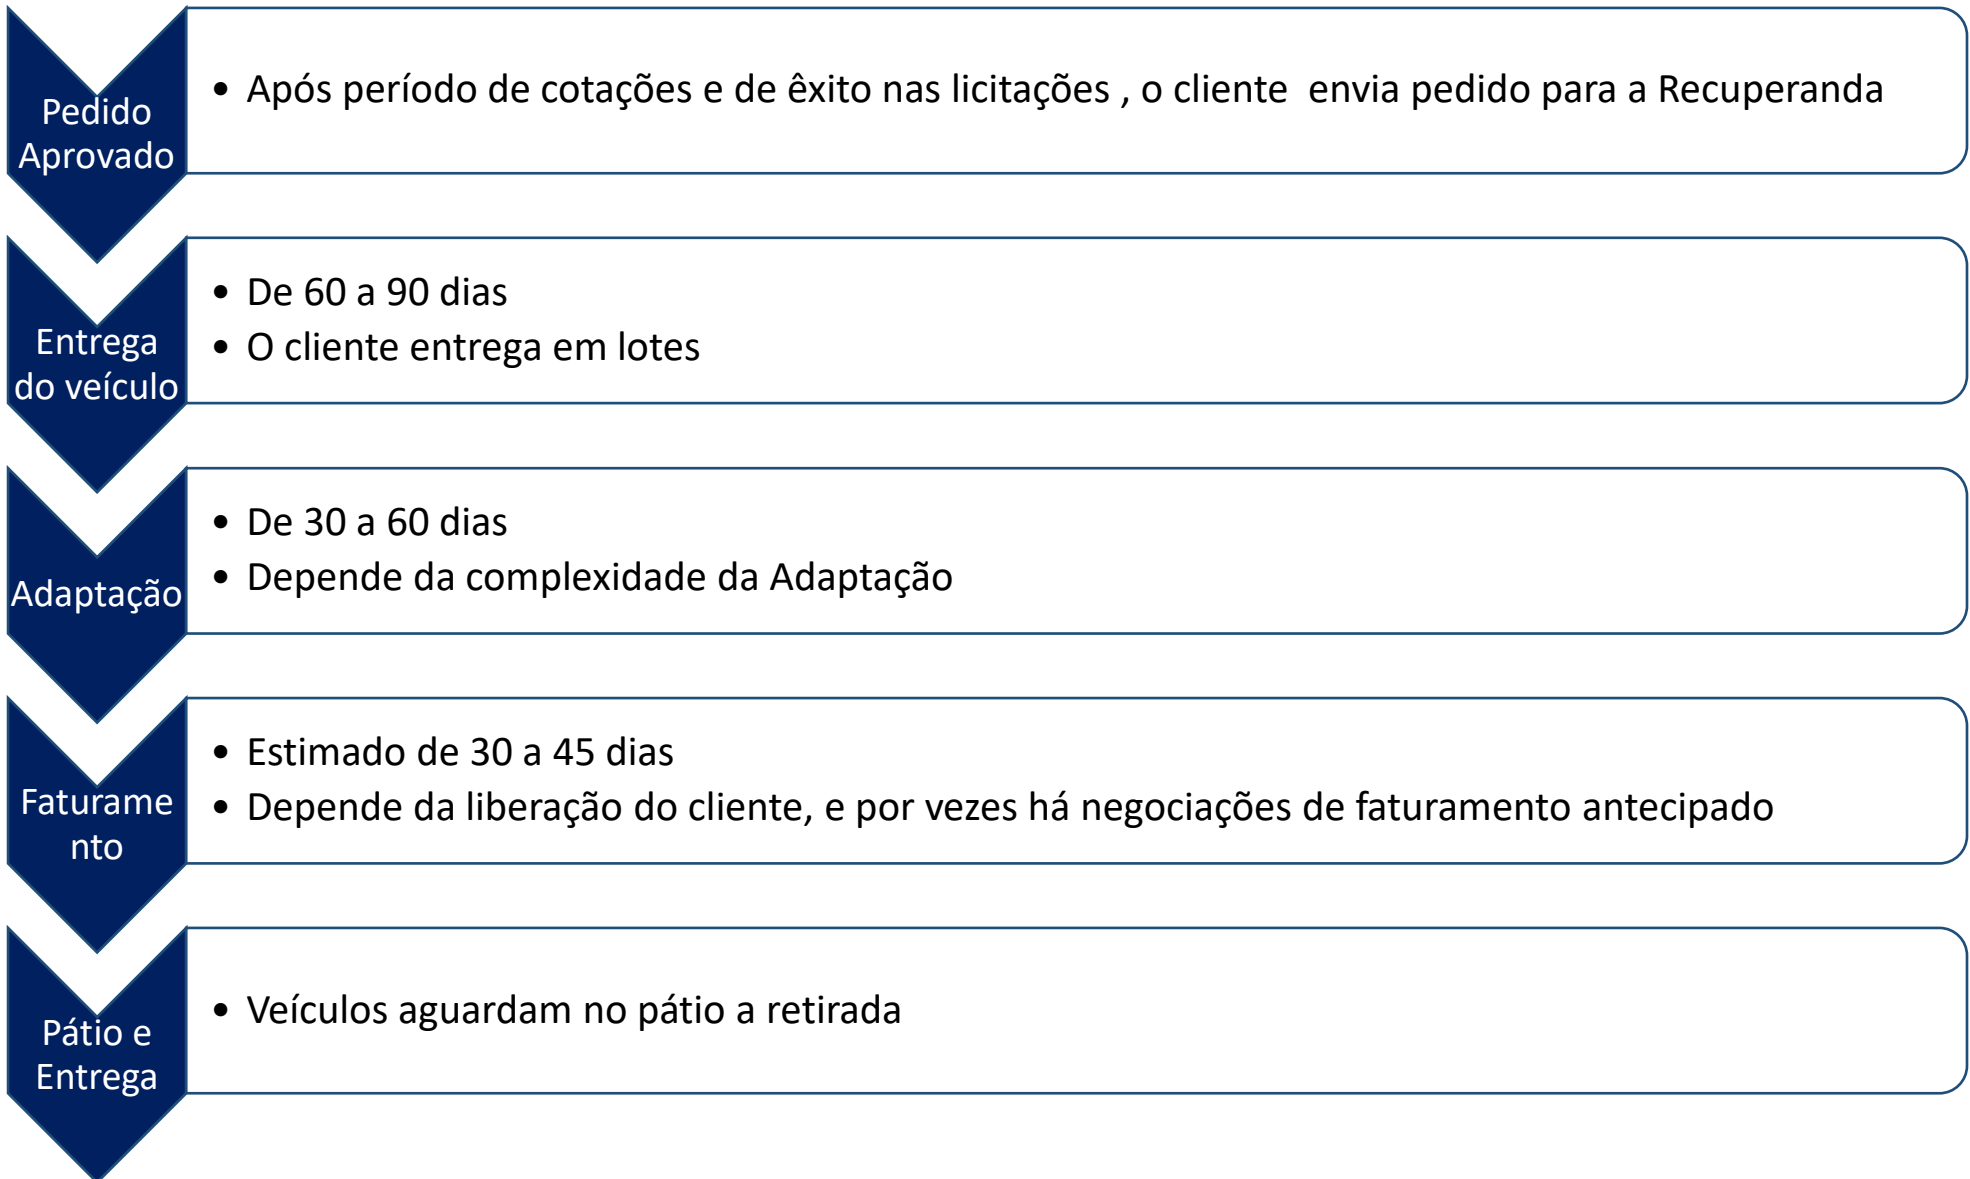 Pedido
Aprovado
• Após período de cotações e de êxito nas licitações , o cliente  envia pedido para a Recuperanda
Entrega
do veículo
• De 60 a 90 dias
• O cliente entrega em lotes
Adaptação
• De 30 a 60 dias
• Depende da complexidade da Adaptação
Faturame
nto
• Estimado de 30 a 45 dias
• Depende da liberação do cliente, e por vezes há negociações de faturamento antecipado
Pátio e
Entrega
• Veículos aguardam no pátio a retirada